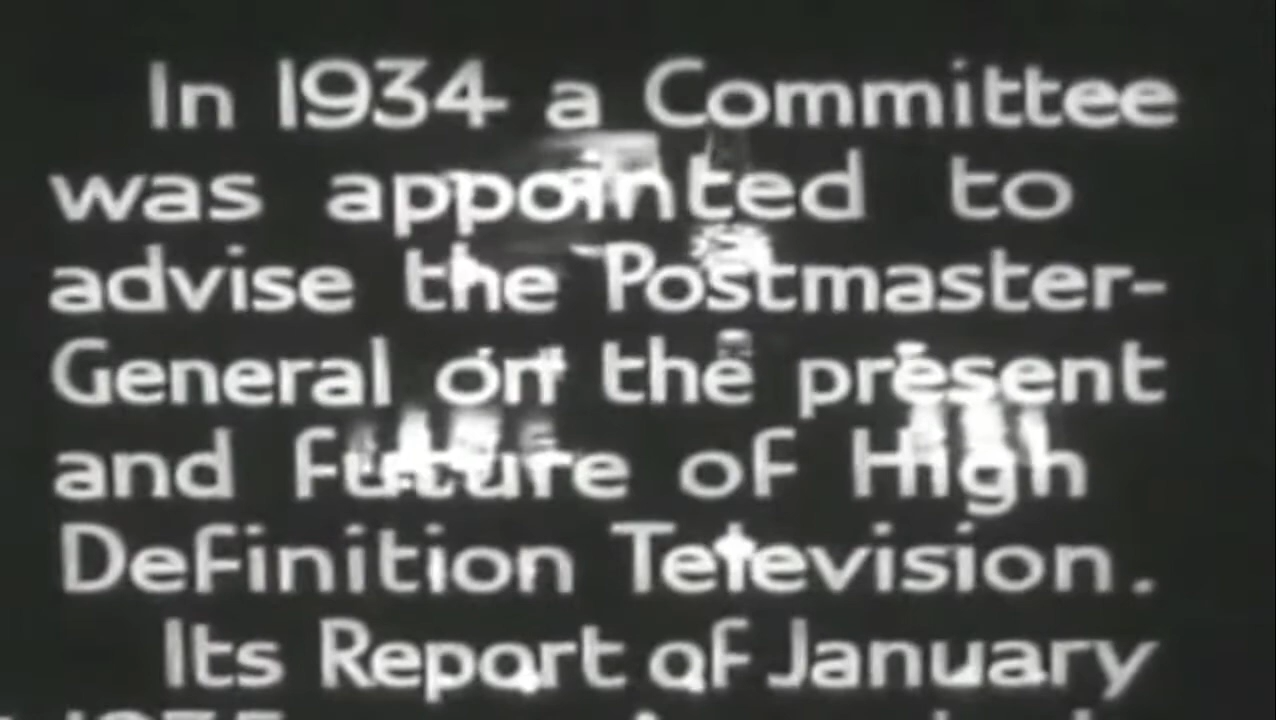 In 1934 a Committee
was appointed to
advise the Postmaster-
General on the present
and Future of High
Definition Television.
Its Report of January